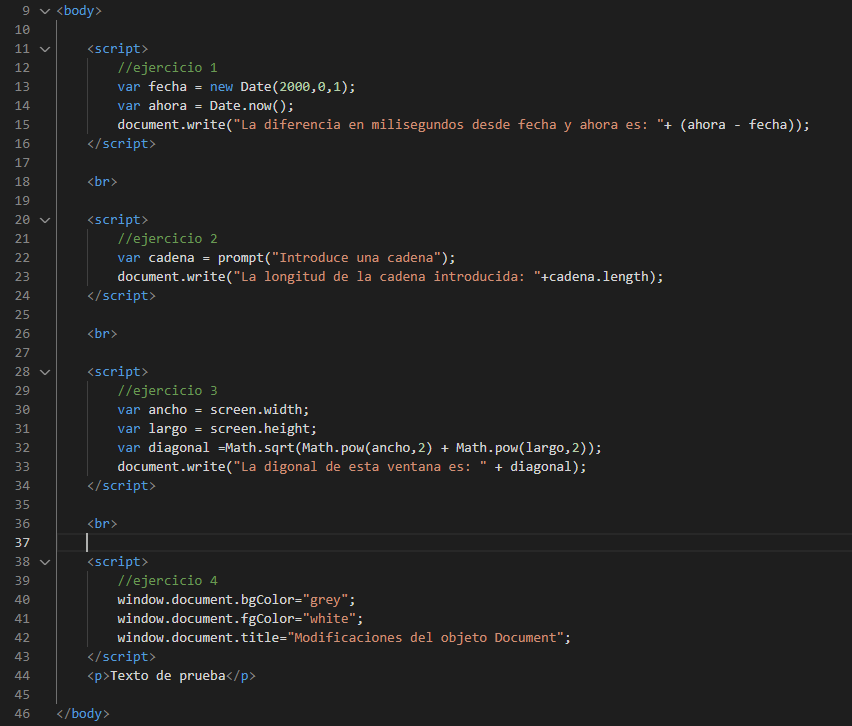 9 <body>
10
11 <script>
12 //ejercicio 1
13 var fecha = new Date(2000,0,1);
14 var ahora = Date.now();
15 document.write("La diferencia en milisegundos desde fecha y ahora es: "+ (ahora - fecha));
16 </script>
17
18 <br>
19
20 <script>
21 //ejercicio 2
22 var cadena = prompt("Introduce una cadena");
23 document.write("La longitud de la cadena introducida: "+cadena.length);
24 </script>
25
26 <br>
27
28 <script>
29 //ejercicio 3
30 var ancho = screen.width;
31 var largo = screen.height;
32 var diagonal =Math.sqrt(Math.pow(ancho,2) + Math.pow(largo,2));
33 document.write("La digonal de esta ventana es: " + diagonal);
34 </script>
35
36 <br>
37
38 <script>
39 //ejercicio 4
40 window.document.bgColor="grey";
41 window.document.fgColor="white";
42 window.document.title="Modificaciones del objeto Document";
43 </script>
44 <p>Texto de prueba</p>
45
46 </body>